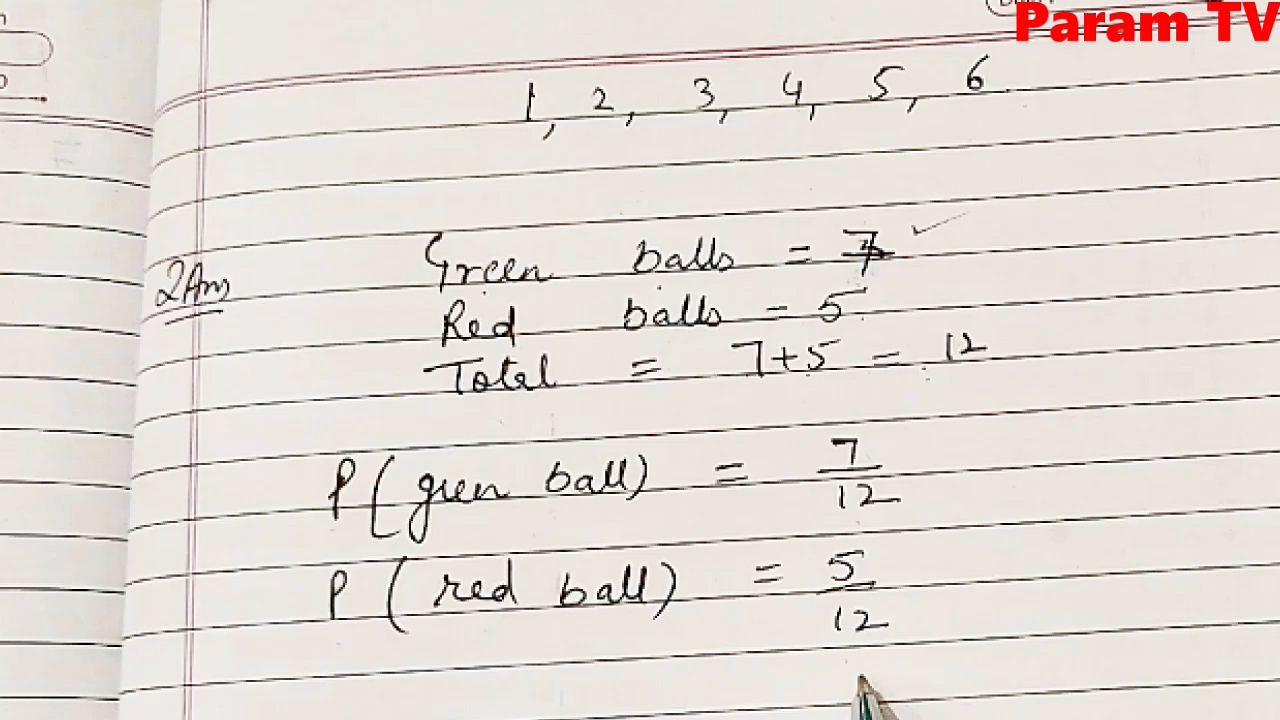 Param TV
1, 2, 3, 4, 5, 6
2Ans
Green balls = 7
Red balls = 5
Total = 7+5 = 12
P(green ball) = 7/12
P(red ball) = 5/12